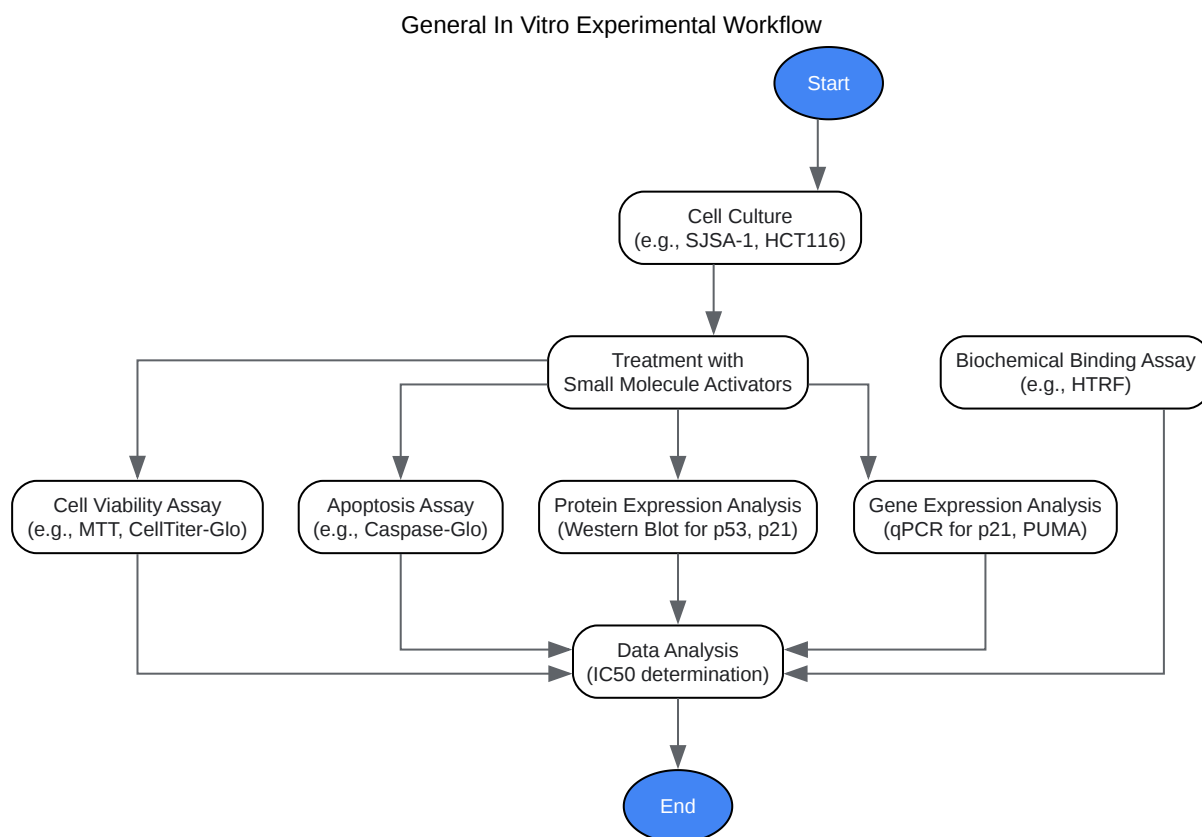 General In Vitro Experimental Workflow
Start
Cell Culture
(e.g., SJSA-1, HCT116)
Treatment with
Small Molecule Activators
Biochemical Binding Assay
(e.g., HTRF)
Cell Viability Assay
(e.g., MTT, CellTiter-Glo)
Apoptosis Assay
(e.g., Caspase-Glo)
Protein Expression Analysis
(Western Blot for p53, p21)
Gene Expression Analysis
(qPCR for p21, PUMA)
Data Analysis
(IC50 determination)
End